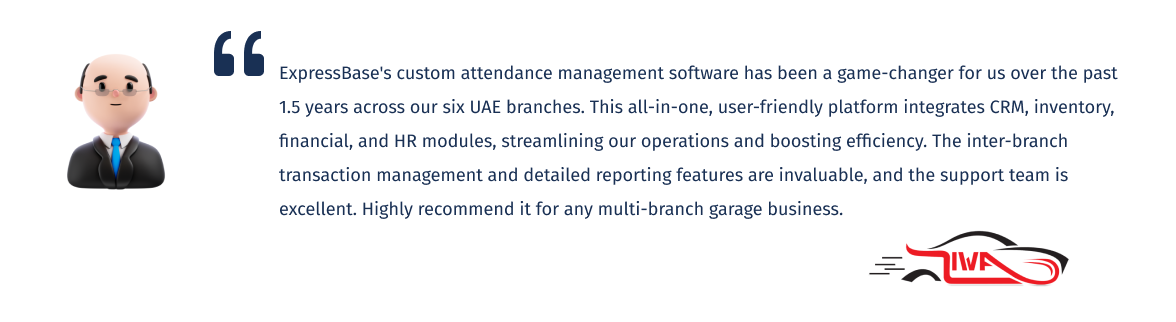 “
ExpressBase's custom attendance management software has been a game-changer for us over the past
1.5 years across our six UAE branches. This all-in-one, user-friendly platform integrates CRM, inventory,
financial, and HR modules, streamlining our operations and boosting efficiency. The inter-branch
transaction management and detailed reporting features are invaluable, and the support team is
excellent. Highly recommend it for any multi-branch garage business.
LIWA